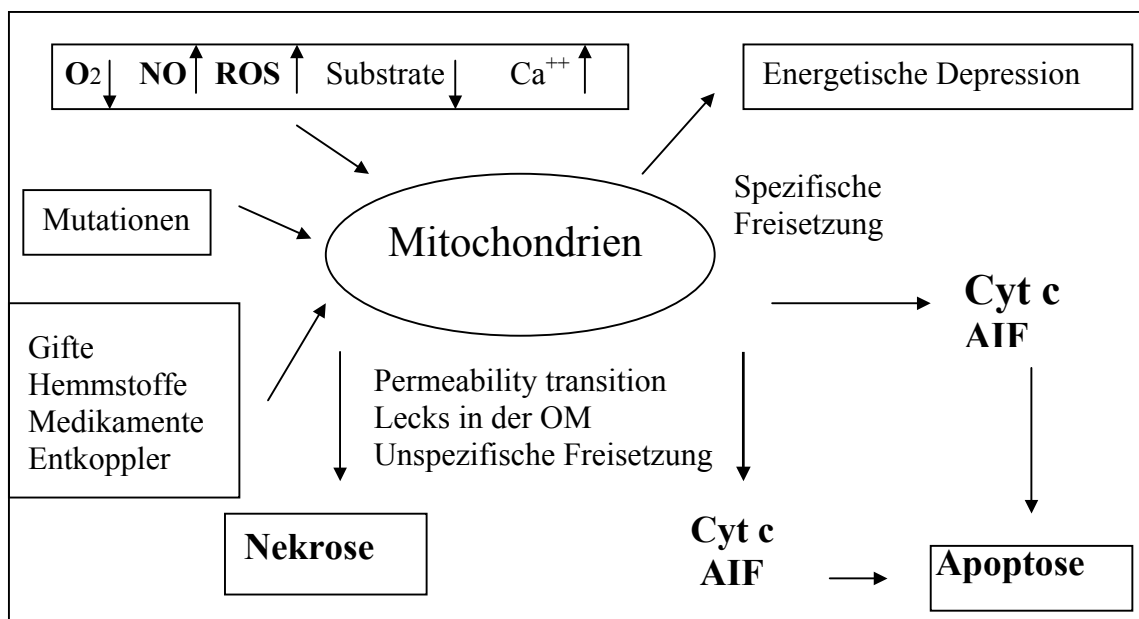 O2 NO ROS Substrate Ca++
Energetische Depression
Mutationen
Mitochondrien
Spezifische
Freisetzung
Cyt c
AIF
Gifte
Hemmstoffe
Medikamente
Entkoppler
Permeability transition
Lecks in der OM
Unspezifische Freisetzung
Nekrose
Cyt c
AIF
Apoptose